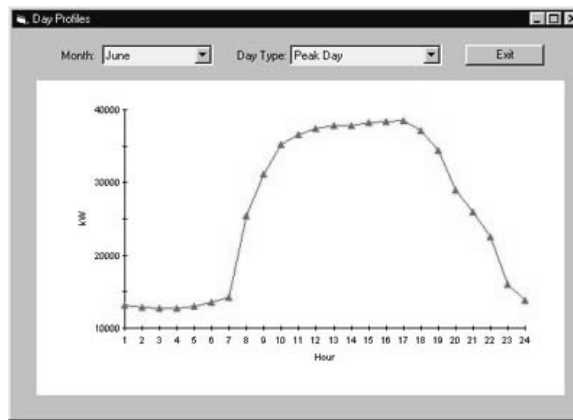 Day Profiles
Month: June Day Type: Peak Day Exit
40000
30000
kW
20000
10000
1 2 3 4 5 6 7 8 9 10 11 12 13 14 15 16 17 18 19 20 21 22 23 24
Hour